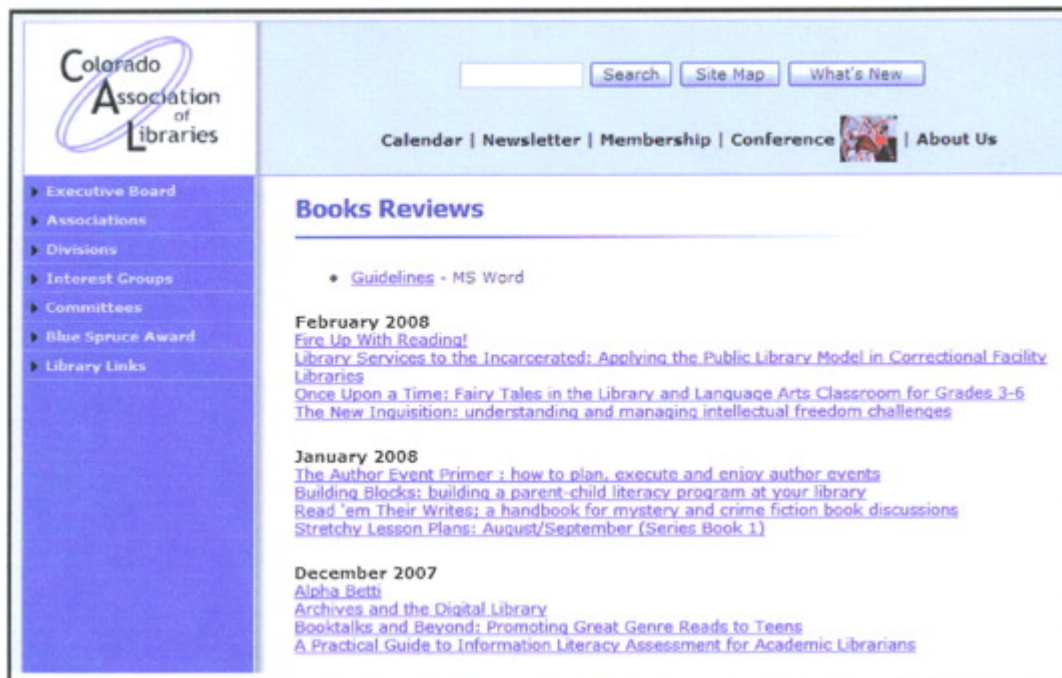 Colorado
Association
of
Libraries
Search Site Map What's New
Calendar | Newsletter | Membership | Conference | About Us
Executive Board
Associations
Divisions
Interest Groups
Committees
Blue Spruce Award
Library Links
Books Reviews
• Guidelines - MS Word
February 2008
Fire Up With Reading!
Library Services to the Incarcerated: Applying the Public Library Model in Correctional Facility
Libraries
Once Upon a Time: Fairy Tales in the Library and Language Arts Classroom for Grades 3-6
The New Inquisition: understanding and managing intellectual freedom challenges
January 2008
The Author Event Primer : how to plan, execute and enjoy author events
Building Blocks: building a parent-child literacy program at your library
Read 'em Their Writes; a handbook for mystery and crime fiction book discussions
Stretchy Lesson Plans: August/September (Series Book 1)
December 2007
Alpha Betti
Archives and the Digital Library
Booktalks and Beyond: Promoting Great Genre Reads to Teens
A Practical Guide to Information Literacy Assessment for Academic Librarians